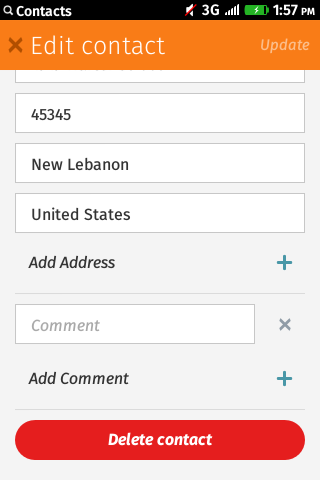 Contacts 3G 1:57 PM
Edit contact Update
45345
New Lebanon
United States
Add Address
Comment
Add Comment
Delete contact